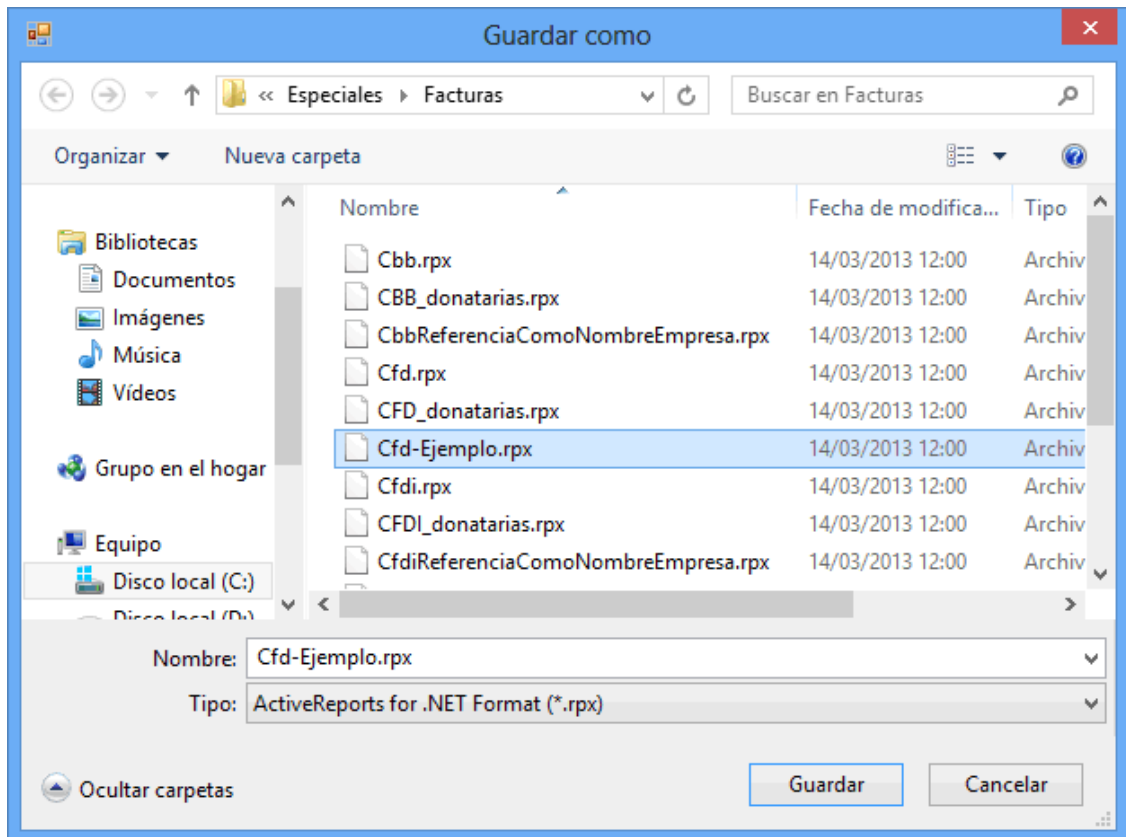 Guardar como
« Especiales Facturas
Buscar en Facturas
Organizar
Nueva carpeta
Nombre Fecha de modifica... Tipo
Bibliotecas
Documentos
Imágenes
Música
Vídeos
Grupo en el hogar
Equipo
Disco local (C:)
Disco local (D:)
Cbb.rpx 14/03/2013 12:00 Archiv
CBB_donatarias.rpx 14/03/2013 12:00 Archiv
CbbReferenciaComoNombreEmpresa.rpx 14/03/2013 12:00 Archiv
Cfd.rpx 14/03/2013 12:00 Archiv
CFD_donatarias.rpx 14/03/2013 12:00 Archiv
Cfd-Ejemplo.rpx 14/03/2013 12:00 Archiv
Cfdi.rpx 14/03/2013 12:00 Archiv
CFDI_donatarias.rpx 14/03/2013 12:00 Archiv
CfdiReferenciaComoNombreEmpresa.rpx 14/03/2013 12:00 Archiv
Nombre: Cfd-Ejemplo.rpx
Tipo: ActiveReports for .NET Format (*.rpx)
Ocultar carpetas
Guardar
Cancelar